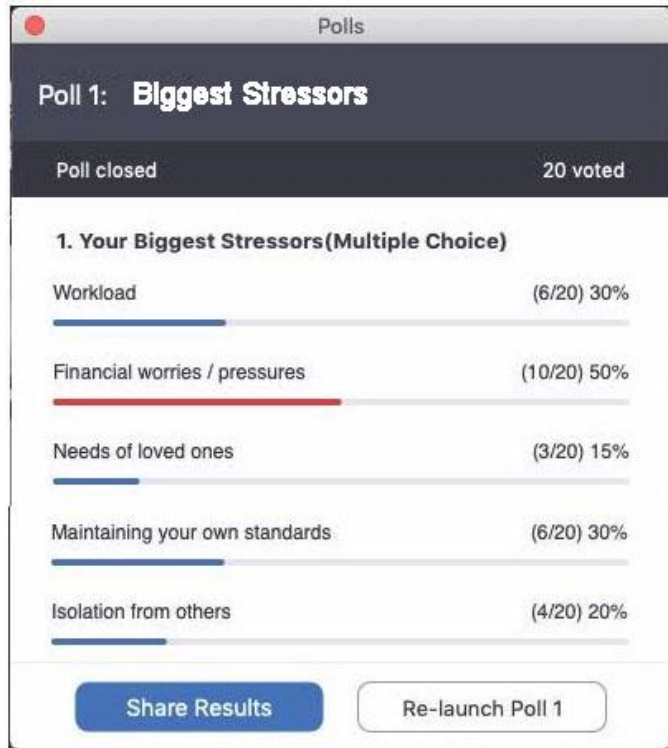 Polls
Poll 1: Biggest Stressors
Poll closed 20 voted
1. Your Biggest Stressors(Multiple Choice)
Workload (6/20) 30%
Financial worries / pressures (10/20) 50%
Needs of loved ones (3/20) 15%
Maintaining your own standards (6/20) 30%
Isolation from others (4/20) 20%
Share Results Re-launch Poll 1